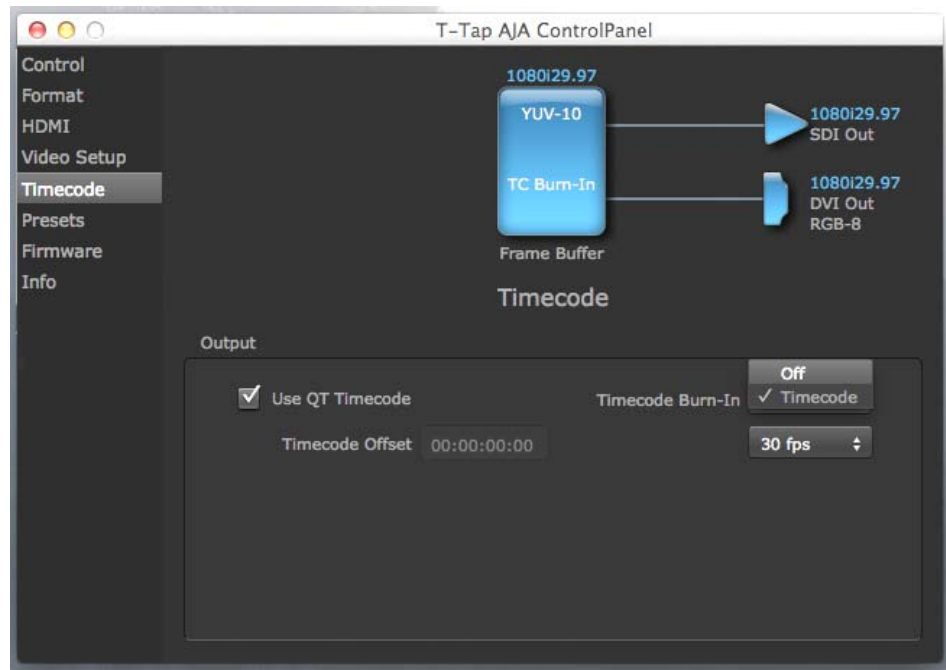 T-Tap AJA ControlPanel
Control
Format
HDMI
Video Setup
Timecode
Presets
Firmware
Info
1080i29.97
YUV-10
TC Burn-In
Frame Buffer
1080i29.97
SDI Out
1080i29.97
DVI Out
RGB-8
Timecode
Output
✓ Use QT Timecode
Timecode Burn-In
Off
✓ Timecode
Timecode Offset 00:00:00:00
30 fps